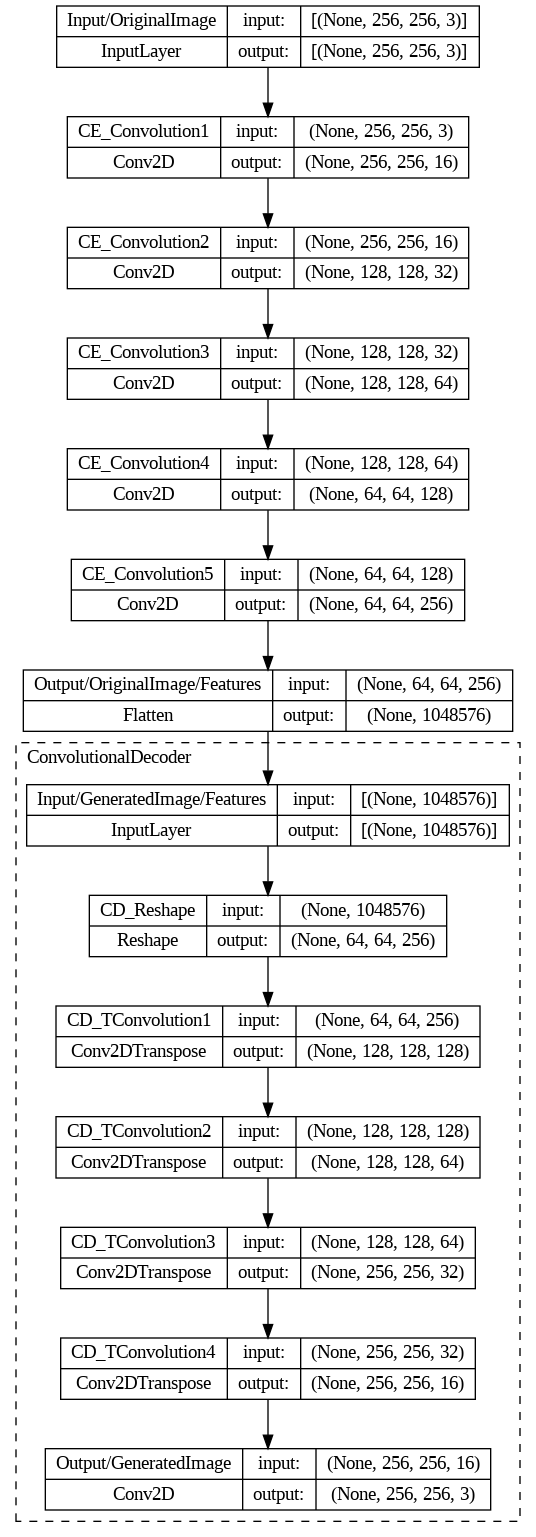 Input/OriginalImage input: [(None, 256, 256, 3)]
InputLayer output: [(None, 256, 256, 3)]
CE_Convolution1 input: (None, 256, 256, 3)
Conv2D output: (None, 256, 256, 16)
CE_Convolution2 input: (None, 256, 256, 16)
Conv2D output: (None, 128, 128, 32)
CE_Convolution3 input: (None, 128, 128, 32)
Conv2D output: (None, 128, 128, 64)
CE_Convolution4 input: (None, 128, 128, 64)
Conv2D output: (None, 64, 64, 128)
CE_Convolution5 input: (None, 64, 64, 128)
Conv2D output: (None, 64, 64, 256)
Output/OriginalImage/Features input: (None, 64, 64, 256)
Flatten output: (None, 1048576)
ConvolutionalDecoder
Input/GeneratedImage/Features input: [(None, 1048576)]
InputLayer output: [(None, 1048576)]
CD_Reshape input: (None, 1048576)
Reshape output: (None, 64, 64, 256)
CD_TConvolution1 input: (None, 64, 64, 256)
Conv2DTranspose output: (None, 128, 128, 128)
CD_TConvolution2 input: (None, 128, 128, 128)
Conv2DTranspose output: (None, 128, 128, 64)
CD_TConvolution3 input: (None, 128, 128, 64)
Conv2DTranspose output: (None, 256, 256, 32)
CD_TConvolution4 input: (None, 256, 256, 32)
Conv2DTranspose output: (None, 256, 256, 16)
Output/GeneratedImage input: (None, 256, 256, 16)
Conv2D output: (None, 256, 256, 3)